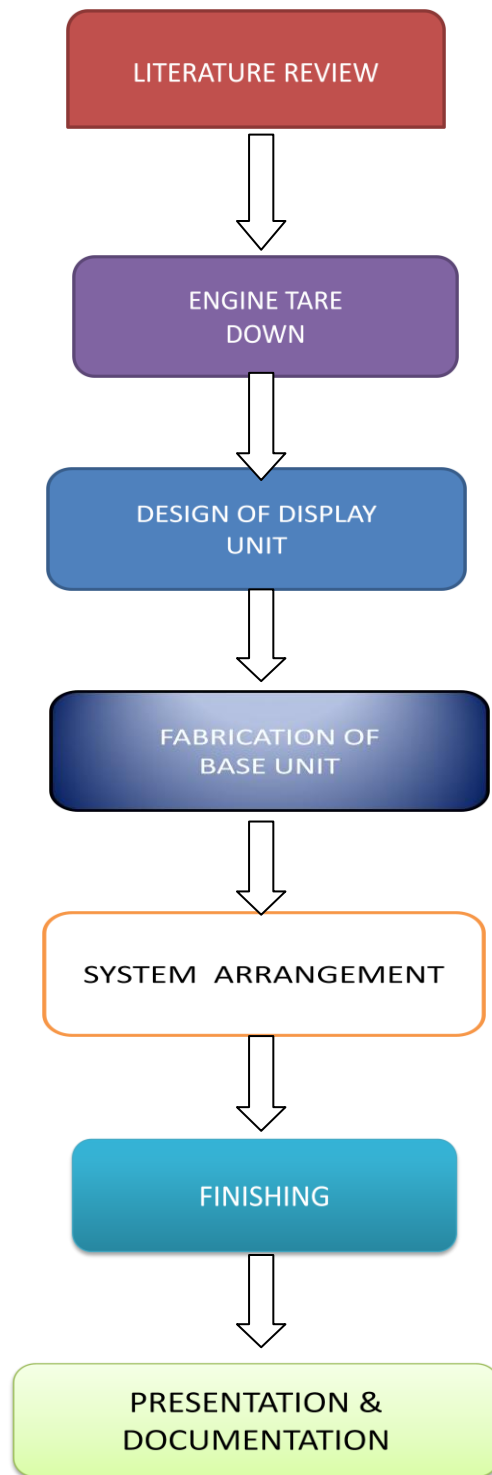 LITERATURE REVIEW
ENGINE TARE
DOWN
DESIGN OF DISPLAY
UNIT
FABRICATION OF
BASE UNIT
SYSTEM ARRANGEMENT
FINISHING
PRESENTATION &
DOCUMENTATION